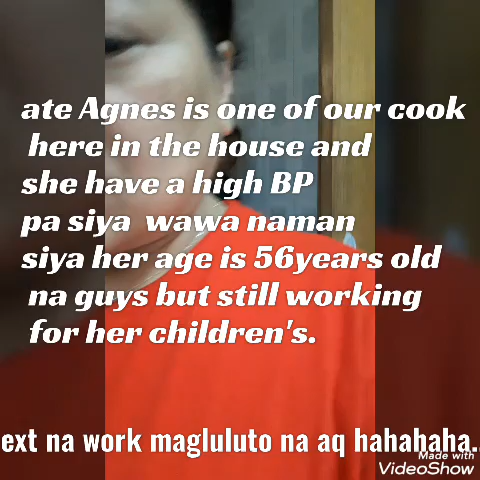 ate Agnes is one of our cook
here in the house and
she have a high BP
pa siya wawa naman
siya her age is 56years old
na guys but still working
for her children's.
ext na work magluluto na aq hahahaha..
Made with
VideoShow